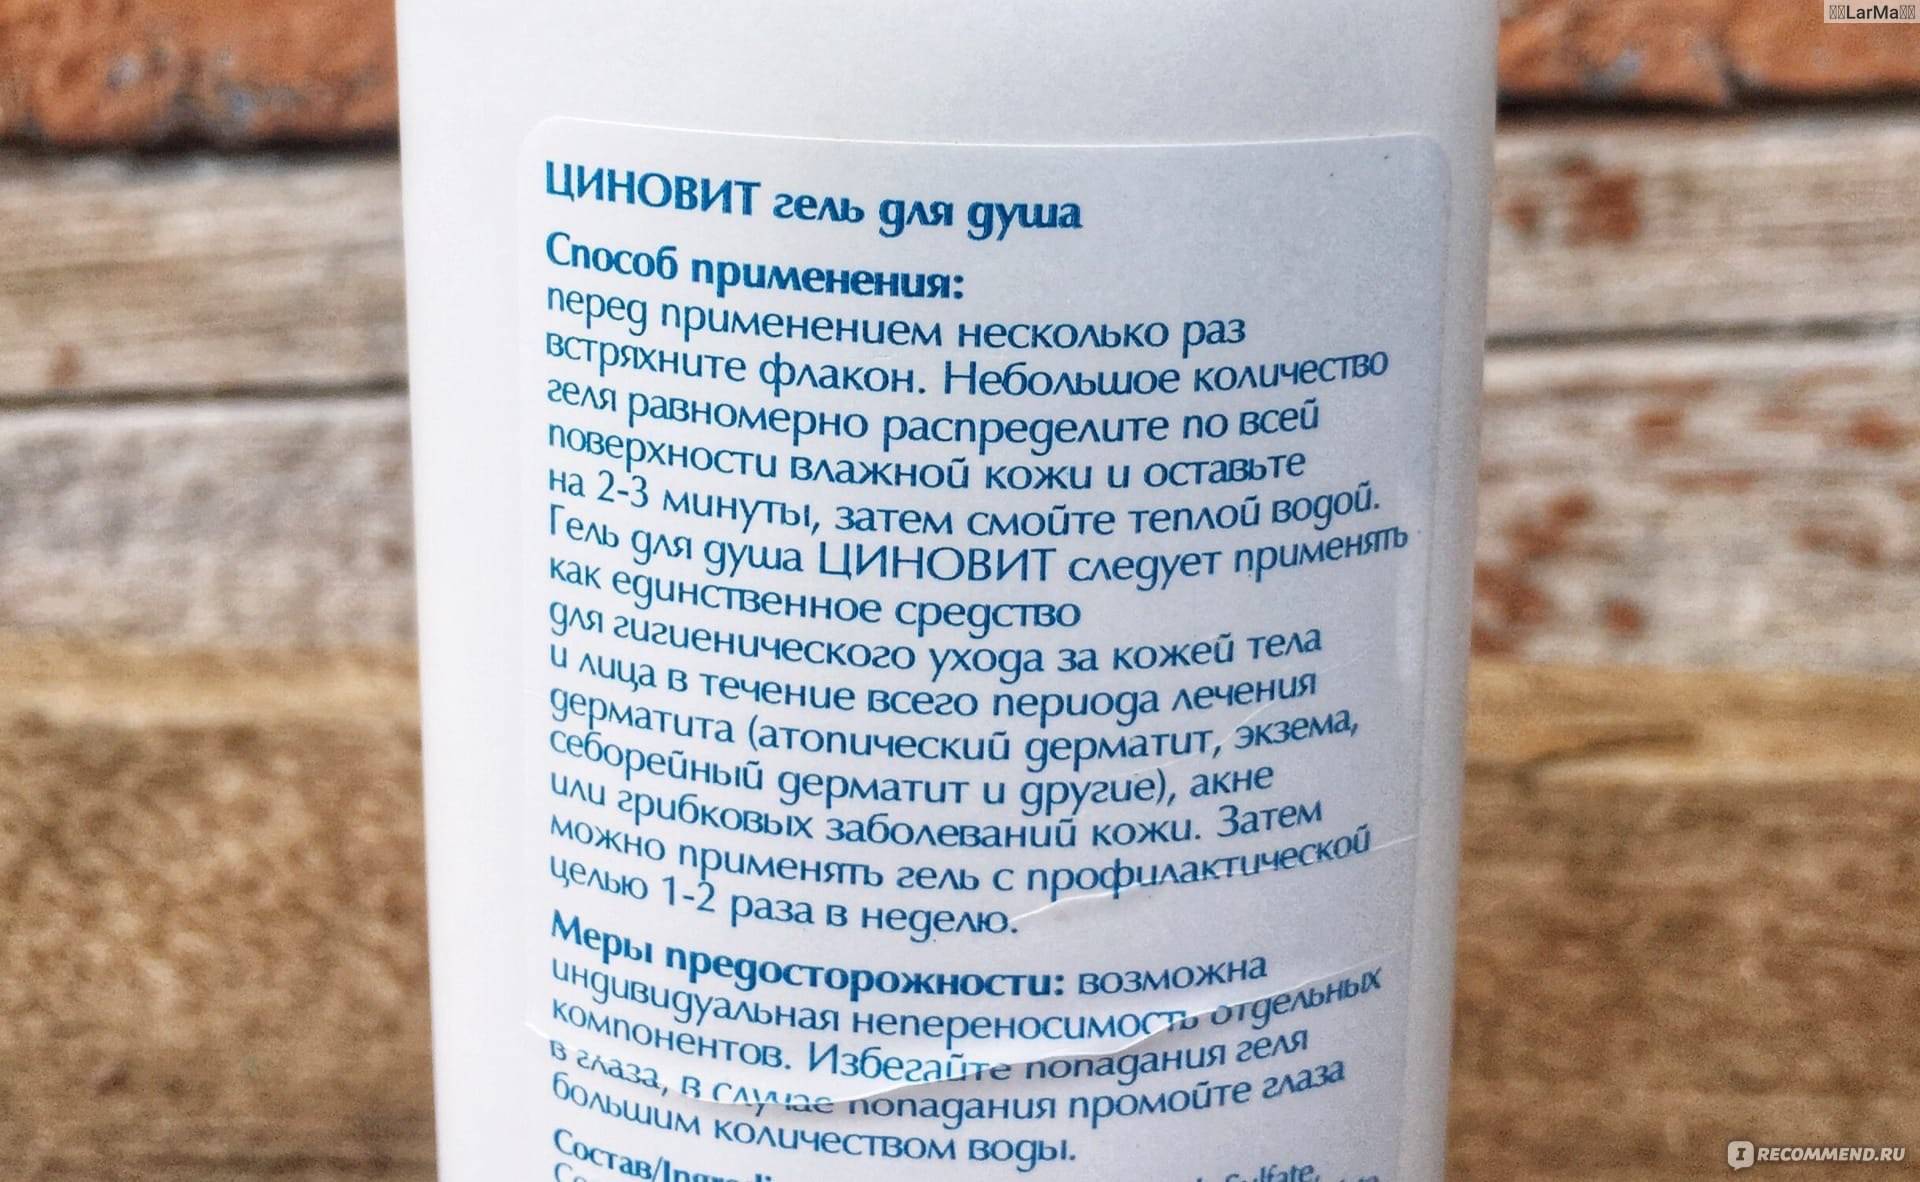 LarMa
ЦИНОВИТ гель для душа
Способ применения:
перед применением несколько раз
встряхните флакон. Небольшое количество
геля равномерно распределите по всей
поверхности влажной кожи и оставьте
на 2-3 минуты, затем смойте теплой водой.
Гель для душа ЦИНОВИТ следует применять
как единственное средство
для гигиенического ухода за кожей тела
и лица в течение всего периода лечения
дерматита (атопический дерматит, экзема,
себорейный дерматит и другие), акне
или грибковых заболеваний кожи. Затем
можно применять гель с профилактической
целью 1-2 раза в неделю.
Меры предосторожности: возможна
индивидуальная непереносимость отдельных
компонентов. Избегайте попадания геля
в глаза, в случае попадания промойте глаза
большим количеством воды.
Состав/
I RECOMMEND.RU